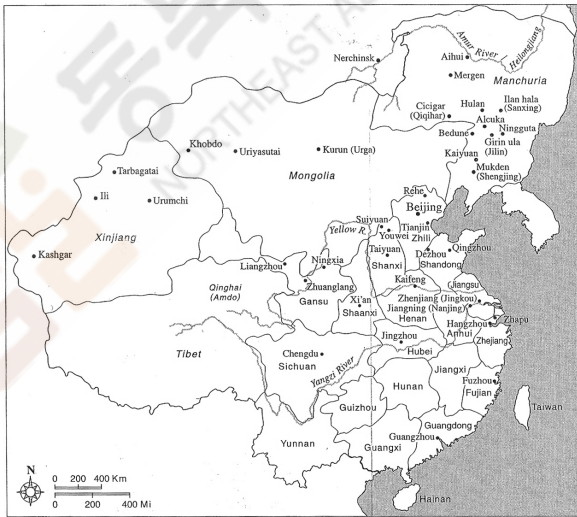 Nerchinsk
Amur River
Heilongjiang
Aihui
Mergen
Manchuria
Cicigar
(Qiqihar)
Hulan
Ilan hala
(Sanxing)
Alcuka
Bedune
Ningguta
Girin ula
(Jilin)
Kaiyuan
Mukden
(Shengjing)
Khobdo
Uriyasutai
Kurun (Urga)
Mongolia
Tarbagatai
Ili
Urumchi
Xinjiang
Kashgar
Rehe
Beijing
Suiyuan
Youwei
Tianjin
Zhili
Yellow R.
Taiyuan
Shanxi
Dezhou
Qingzhou
Shandong
Liangzhou
Ningxia
Zhuanglang
Gansu
Qinghai
(Amdo)
Xi'an
Shaanxi
Kaifeng
Henan
Jiangsu
Zhenjiang (Jingkou)
Jiangning (Nanjing)
Zhapu
Hangzhou
Anhui
Zhejiang
Tibet
Chengdu
Sichuan
Jingzhou
Hubei
Yangzi River
Jiangxi
Hunan
Fuzhou
Fujian
Guizhou
Taiwan
Yunnan
Guangdong
Guangzhou
Guangxi
Hainan
N
0 200 400 Km
0 200 400 Mi
NORTHEAST A